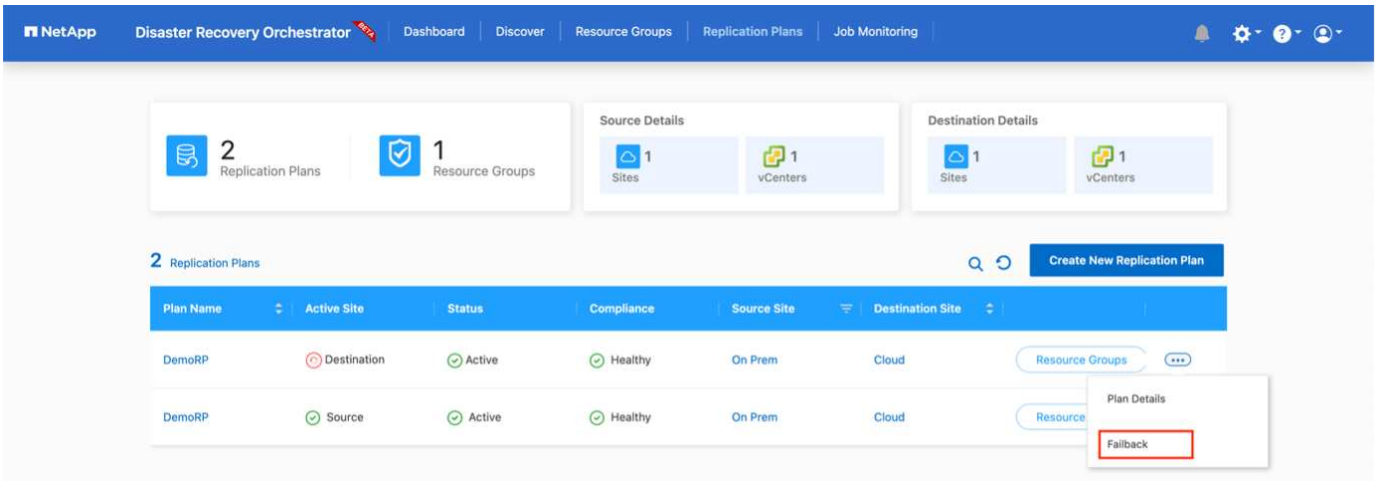 NetApp Disaster Recovery Orchestrator BETA Dashboard Discover Resource Groups Replication Plans Job Monitoring
Source Details Destination Details
2 Replication Plans 1 Resource Groups
1 Sites 1 vCenters 1 Sites 1 vCenters
2 Replication Plans Create New Replication Plan
Plan Name Active Site Status Compliance Source Site Destination Site
DemoRP Destination Active Healthy On Prem Cloud Resource Groups
Plan Details
DemoRP Source Active Healthy On Prem Cloud Resource
Failback